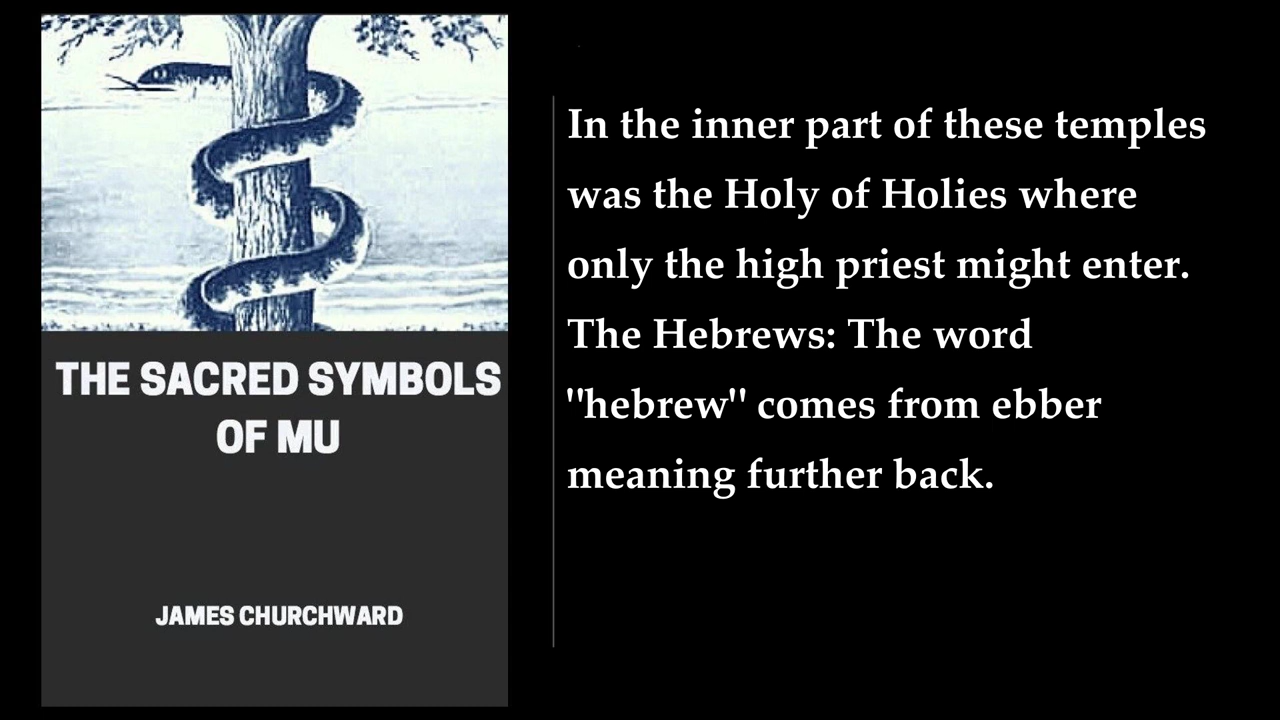 THE SACRED SYMBOLS
OF MU
JAMES CHURCHWARD
In the inner part of these temples
was the Holy of Holies where
only the high priest might enter.
The Hebrews: The word
"hebrew" comes from ebber
meaning further back.